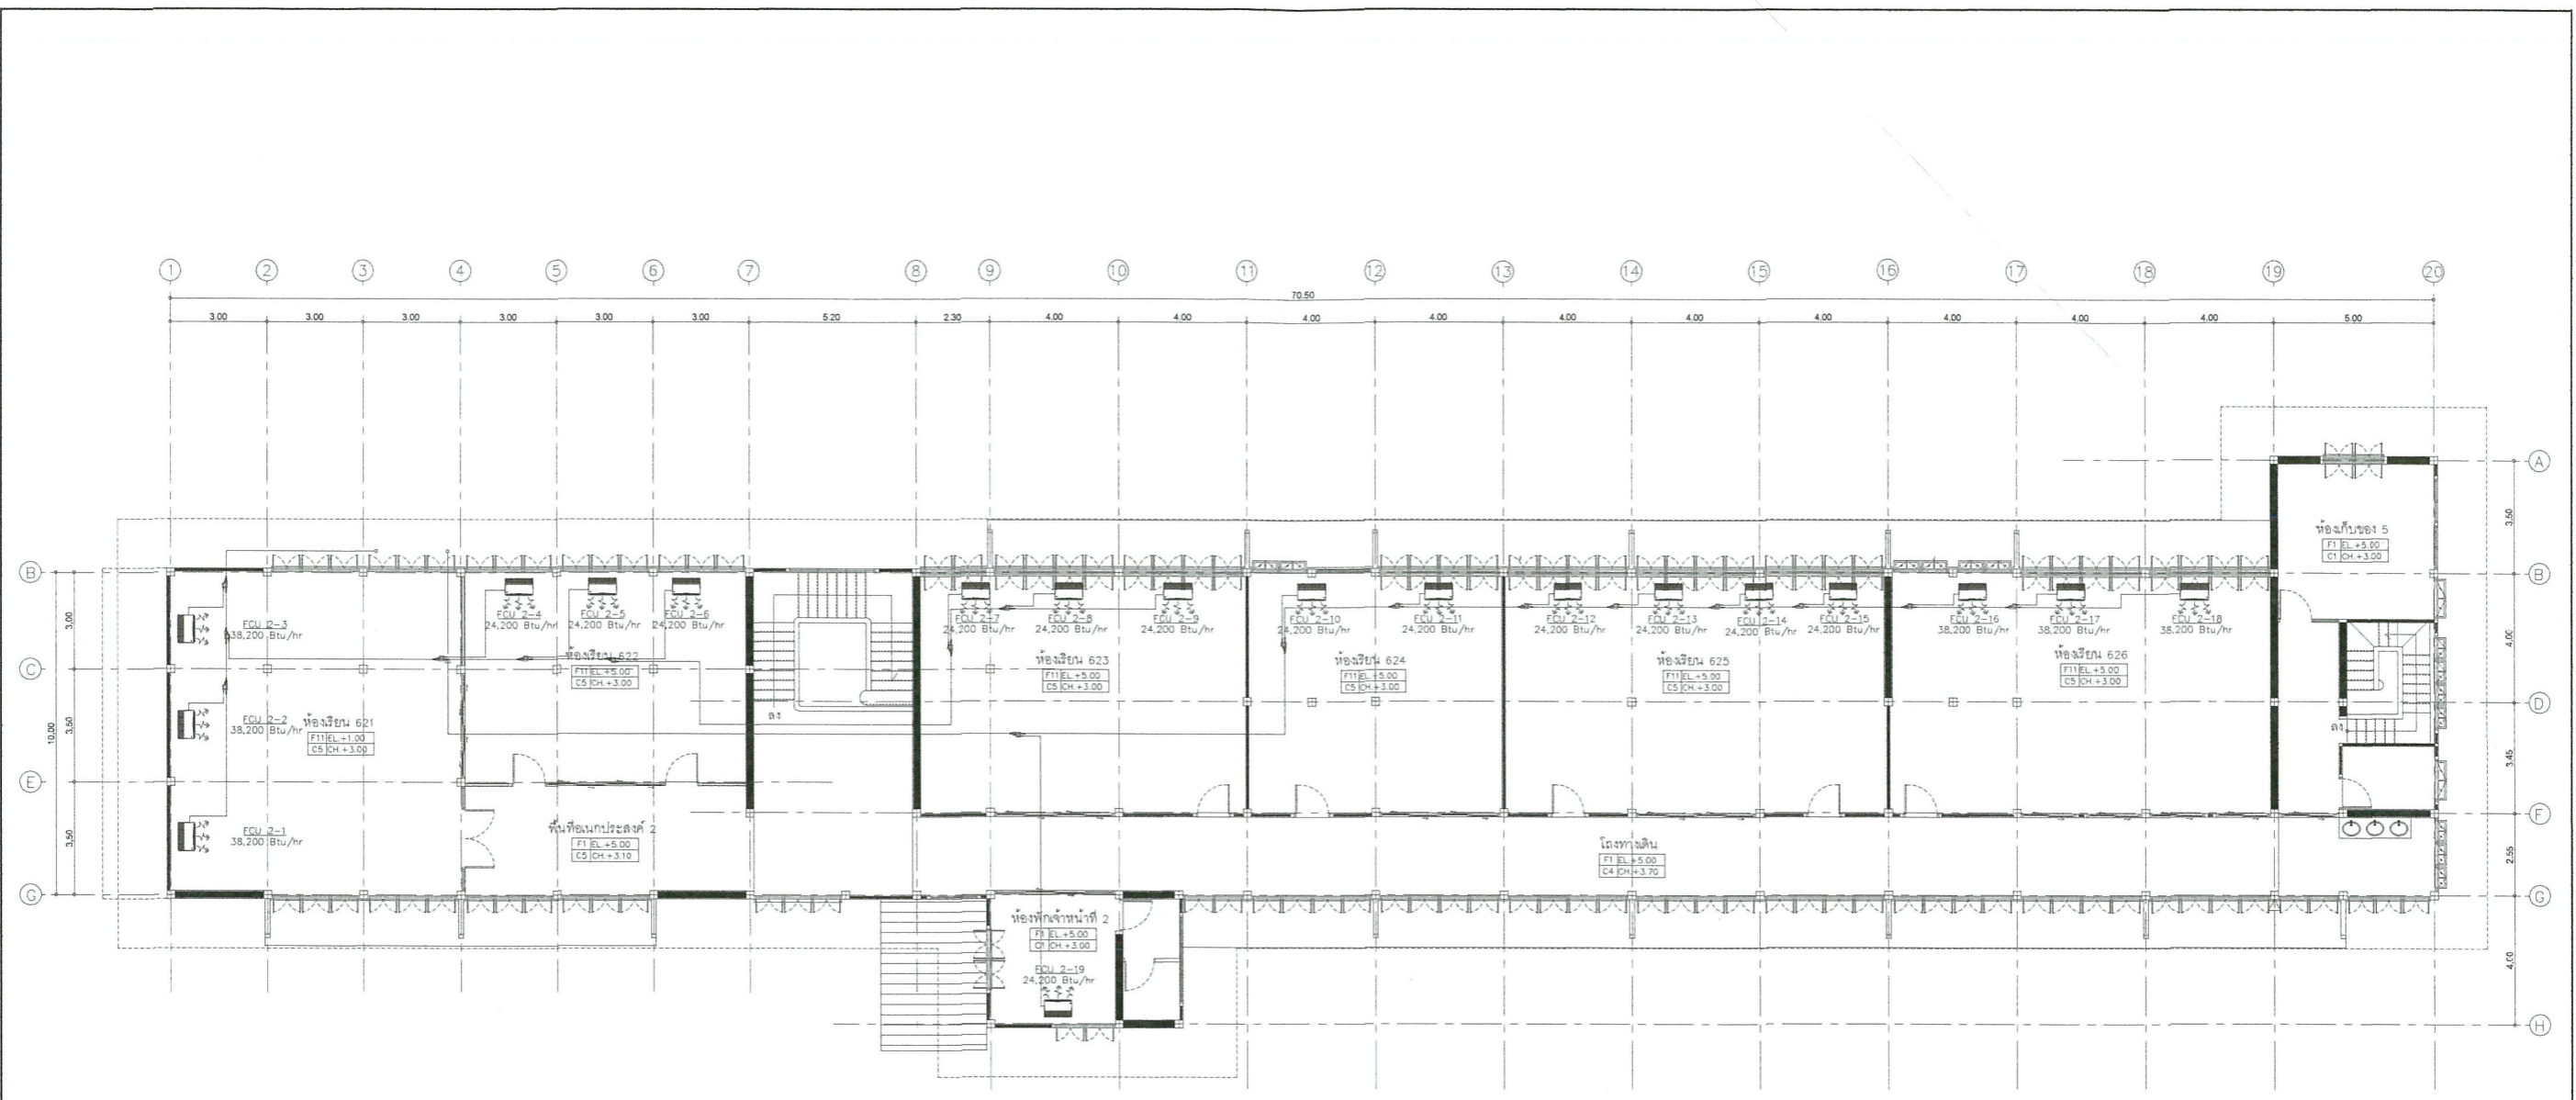 1 2 3 4 5 6 7 8 9 10 11 12 13 14 15 16 17 18 19 20
70.50
3.00 3.00 3.00 3.00 3.00 3.00 5.20 2.30 4.00 4.00 4.00 4.00 4.00 4.00 4.00 4.00 4.00 4.00 5.00
A
3.50
ห้องเก็บของ 5
F1 EL.+5.00
C1 CH.+3.00
B
B
3.00
4.00
FCU 2-3
38,200 Btu/hr
FCU 2-4
24,200 Btu/hr
FCU 2-5
24,200 Btu/hr
FCU 2-6
24,200 Btu/hr
FCU 2-7
24,200 Btu/hr
FCU 2-8
24,200 Btu/hr
FCU 2-9
24,200 Btu/hr
FCU 2-10
24,200 Btu/hr
FCU 2-11
24,200 Btu/hr
FCU 2-12
24,200 Btu/hr
FCU 2-13
24,200 Btu/hr
FCU 2-14
24,200 Btu/hr
FCU 2-15
24,200 Btu/hr
FCU 2-16
38,200 Btu/hr
FCU 2-17
38,200 Btu/hr
FCU 2-18
38,200 Btu/hr
C
ห้องเรียน 622
F11 EL.+5.00
C5 CH.+3.00
ห้องเรียน 623
F11 EL.+5.00
C5 CH.+3.00
ห้องเรียน 624
F11 EL.+5.00
C5 CH.+3.00
ห้องเรียน 625
F11 EL.+5.00
C5 CH.+3.00
ห้องเรียน 626
F11 EL.+5.00
C5 CH.+3.00
D
ลง
ลง
10.00
3.50
3.45
FCU 2-2
38,200 Btu/hr
ห้องเรียน 621
F11 EL.+1.00
C5 CH.+3.00
E
F
3.50
2.55
FCU 2-1
38,200 Btu/hr
พื้นที่อเนกประสงค์ 2
F1 EL.+5.00
C5 CH.+3.10
โถงทางเดิน
F1 EL.+5.00
C4 CH.+3.70
G
G
ห้องพักเจ้าหน้าที่ 2
F1 EL.+5.00
C1 CH.+3.00
FCU 2-19
24,200 Btu/hr
4.00
H